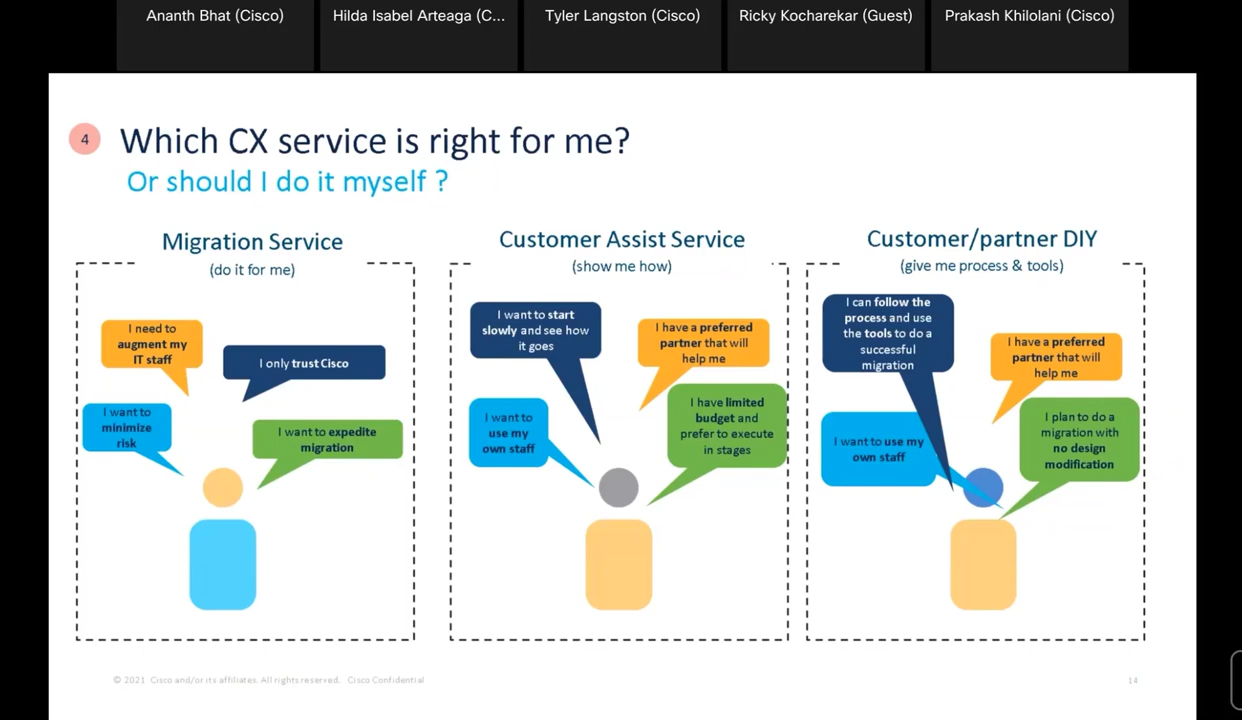 Ananth Bhat (Cisco)
Hilda Isabel Arteaga (C...
Tyler Langston (Cisco)
Ricky Kocharekar (Guest)
Prakash Khilolani (Cisco)
4
Which CX service is right for me?
Or should I do it myself ?
Migration Service
(do it for me)
I need to
augment my
IT staff
I only trust Cisco
I want to
minimize
risk
I want to expedite
migration
Customer Assist Service
(show me how)
I want to start
slowly and see how
it goes
I have a preferred
partner that will
help me
I want to
use my
own staff
I have limited
budget and
prefer to execute
in stages
Customer/partner DIY
(give me process & tools)
I can follow the
process and use
the tools to do a
successful
migration
I have a preferred
partner that will
help me
I want to use my
own staff
I plan to do a
migration with
no design
modification
© 2021 Cisco and/or its affiliates. All rights reserved. Cisco Confidential
14